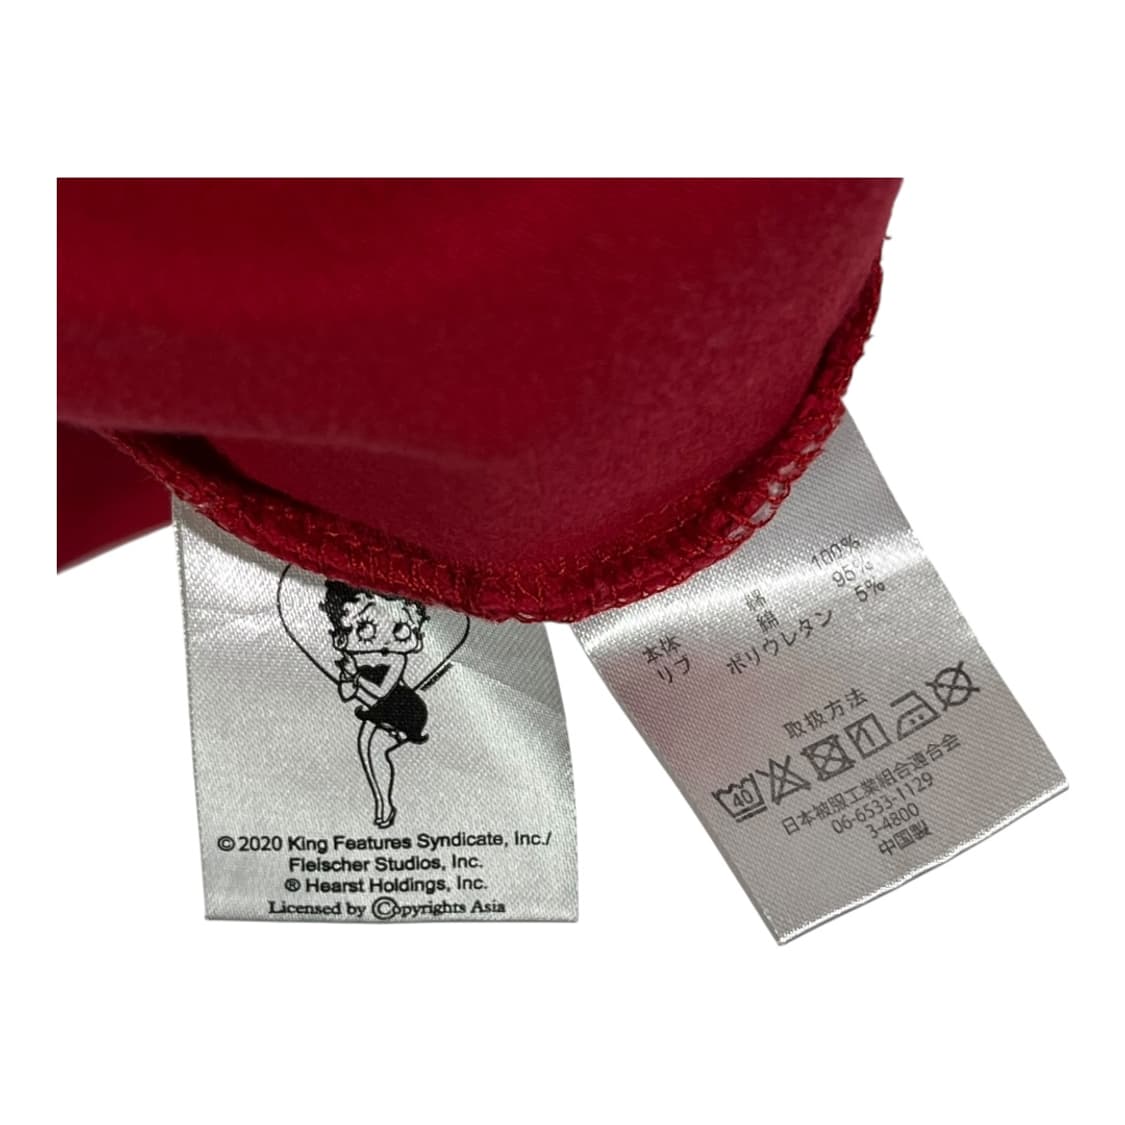 ©2020 King Features Syndicate, Inc./
Fleischer Studios, Inc.
® Hearst Holdings, Inc.
Licensed by ©opyrights Asia
本体 綿 100%
リブ 綿 95%
ポリウレタン 5%
取扱方法
40
日本被服工業組合連合会
06-6533-1129
3-4800
中国製